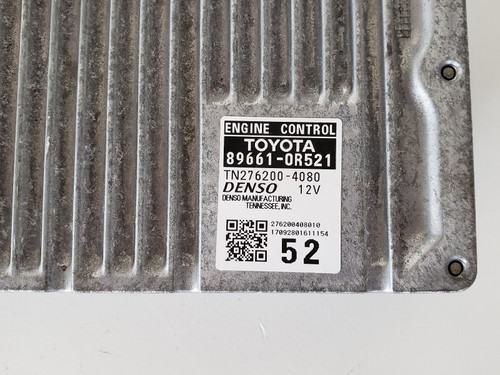 ENGINE CONTROL
TOYOTA
89661-0R521
TN276200-4080
DENSO 12V
DENSO MANUFACTURING
TENNESSEE, INC.
276200408010
17092801611154
52